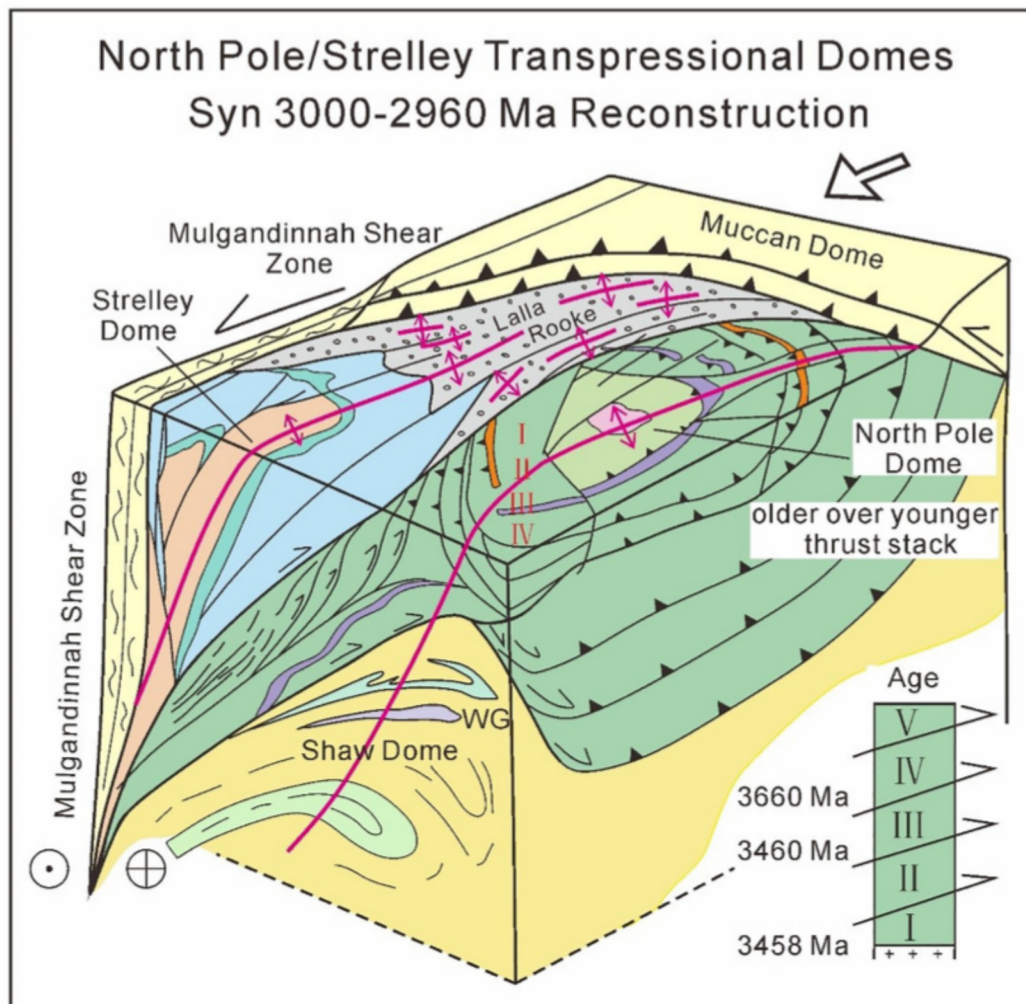 North Pole/Strelley Transpressional Domes
Syn 3000-2960 Ma Reconstruction
Mulgandinnah Shear
Zone
Muccan Dome
Strelley
Dome
Lalla
Rooke
North Pole
Dome
I
II
III
IV
older over younger
thrust stack
Mulgandinnah Shear Zone
WG
Shaw Dome
Age
V
IV
3660 Ma
III
3460 Ma
II
I
3458 Ma